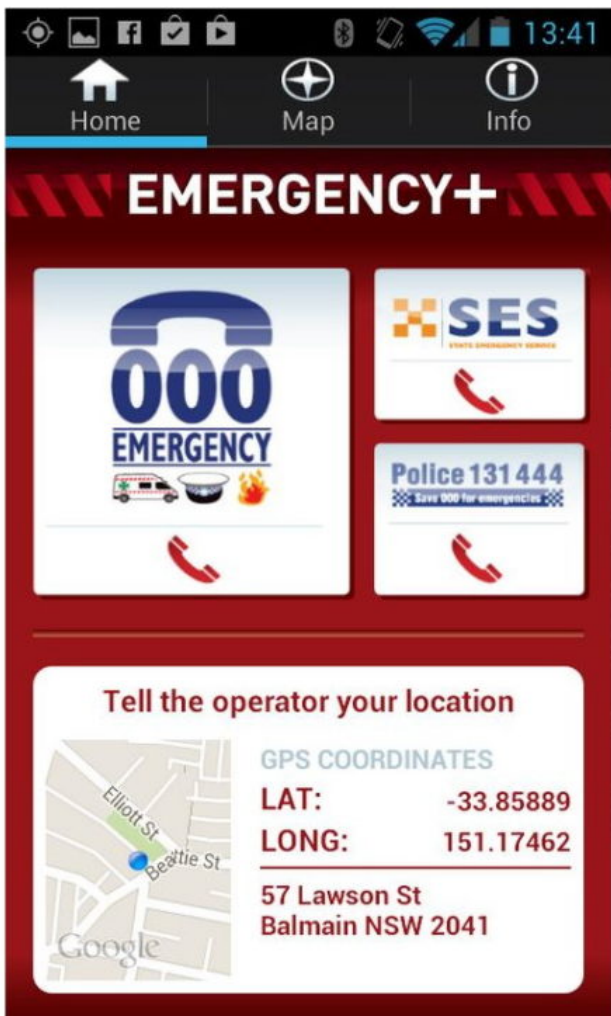 13:41
Home
Map
Info
EMERGENCY+
000
EMERGENCY
SES
STATE EMERGENCY SERVICE
Police 131 444
Save 000 for emergencies
Tell the operator your location
Elliott St
Beattie St
Google
GPS COORDINATES
LAT: -33.85889
LONG: 151.17462
57 Lawson St
Balmain NSW 2041